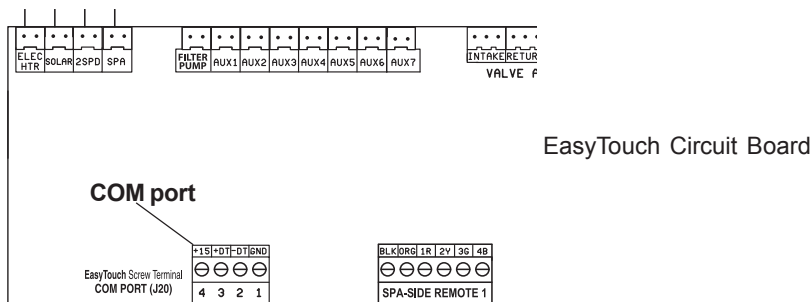 ELEC HTR SOLAR 2SPD SPA
FILTER PUMP AUX1 AUX2 AUX3 AUX4 AUX5 AUX6 AUX7
INTAKE RETUR
VALVE A
EasyTouch Circuit Board
COM port
+15 +DT -DT GND
EasyTouch Screw Terminal
COM PORT (J20)
4 3 2 1
BLK ORG 1R 2Y 3G 4B
SPA-SIDE REMOTE 1